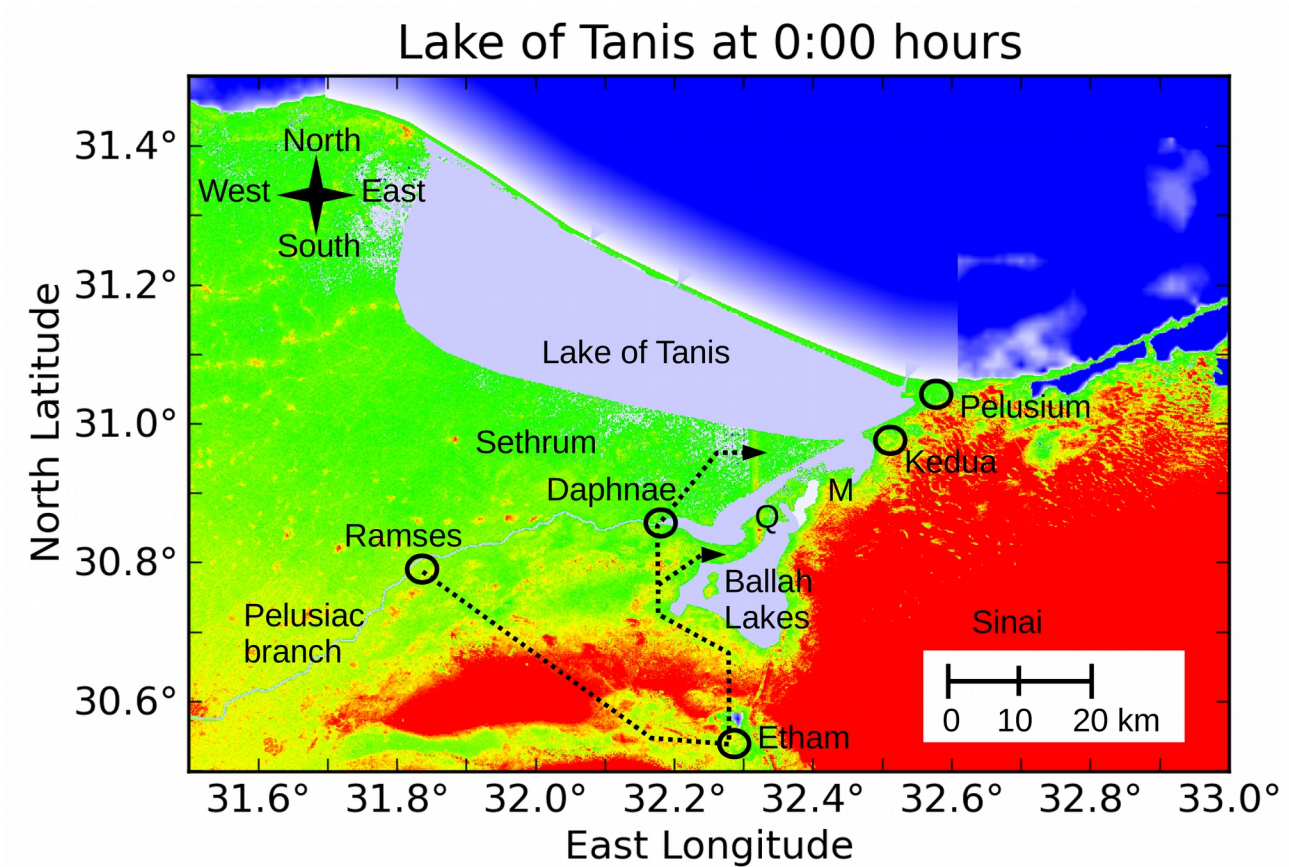 Lake of Tanis at 0:00 hours
31.4°
31.2°
31.0°
30.8°
30.6°
North Latitude
North
West
East
South
Lake of Tanis
Pelusium
Sethrum
Kedua
Daphnae
M
Q
Ramses
Ballah
Lakes
Pelusiac
branch
Sinai
0 10 20 km
Etham
31.6° 31.8° 32.0° 32.2° 32.4° 32.6° 32.8° 33.0°
East Longitude